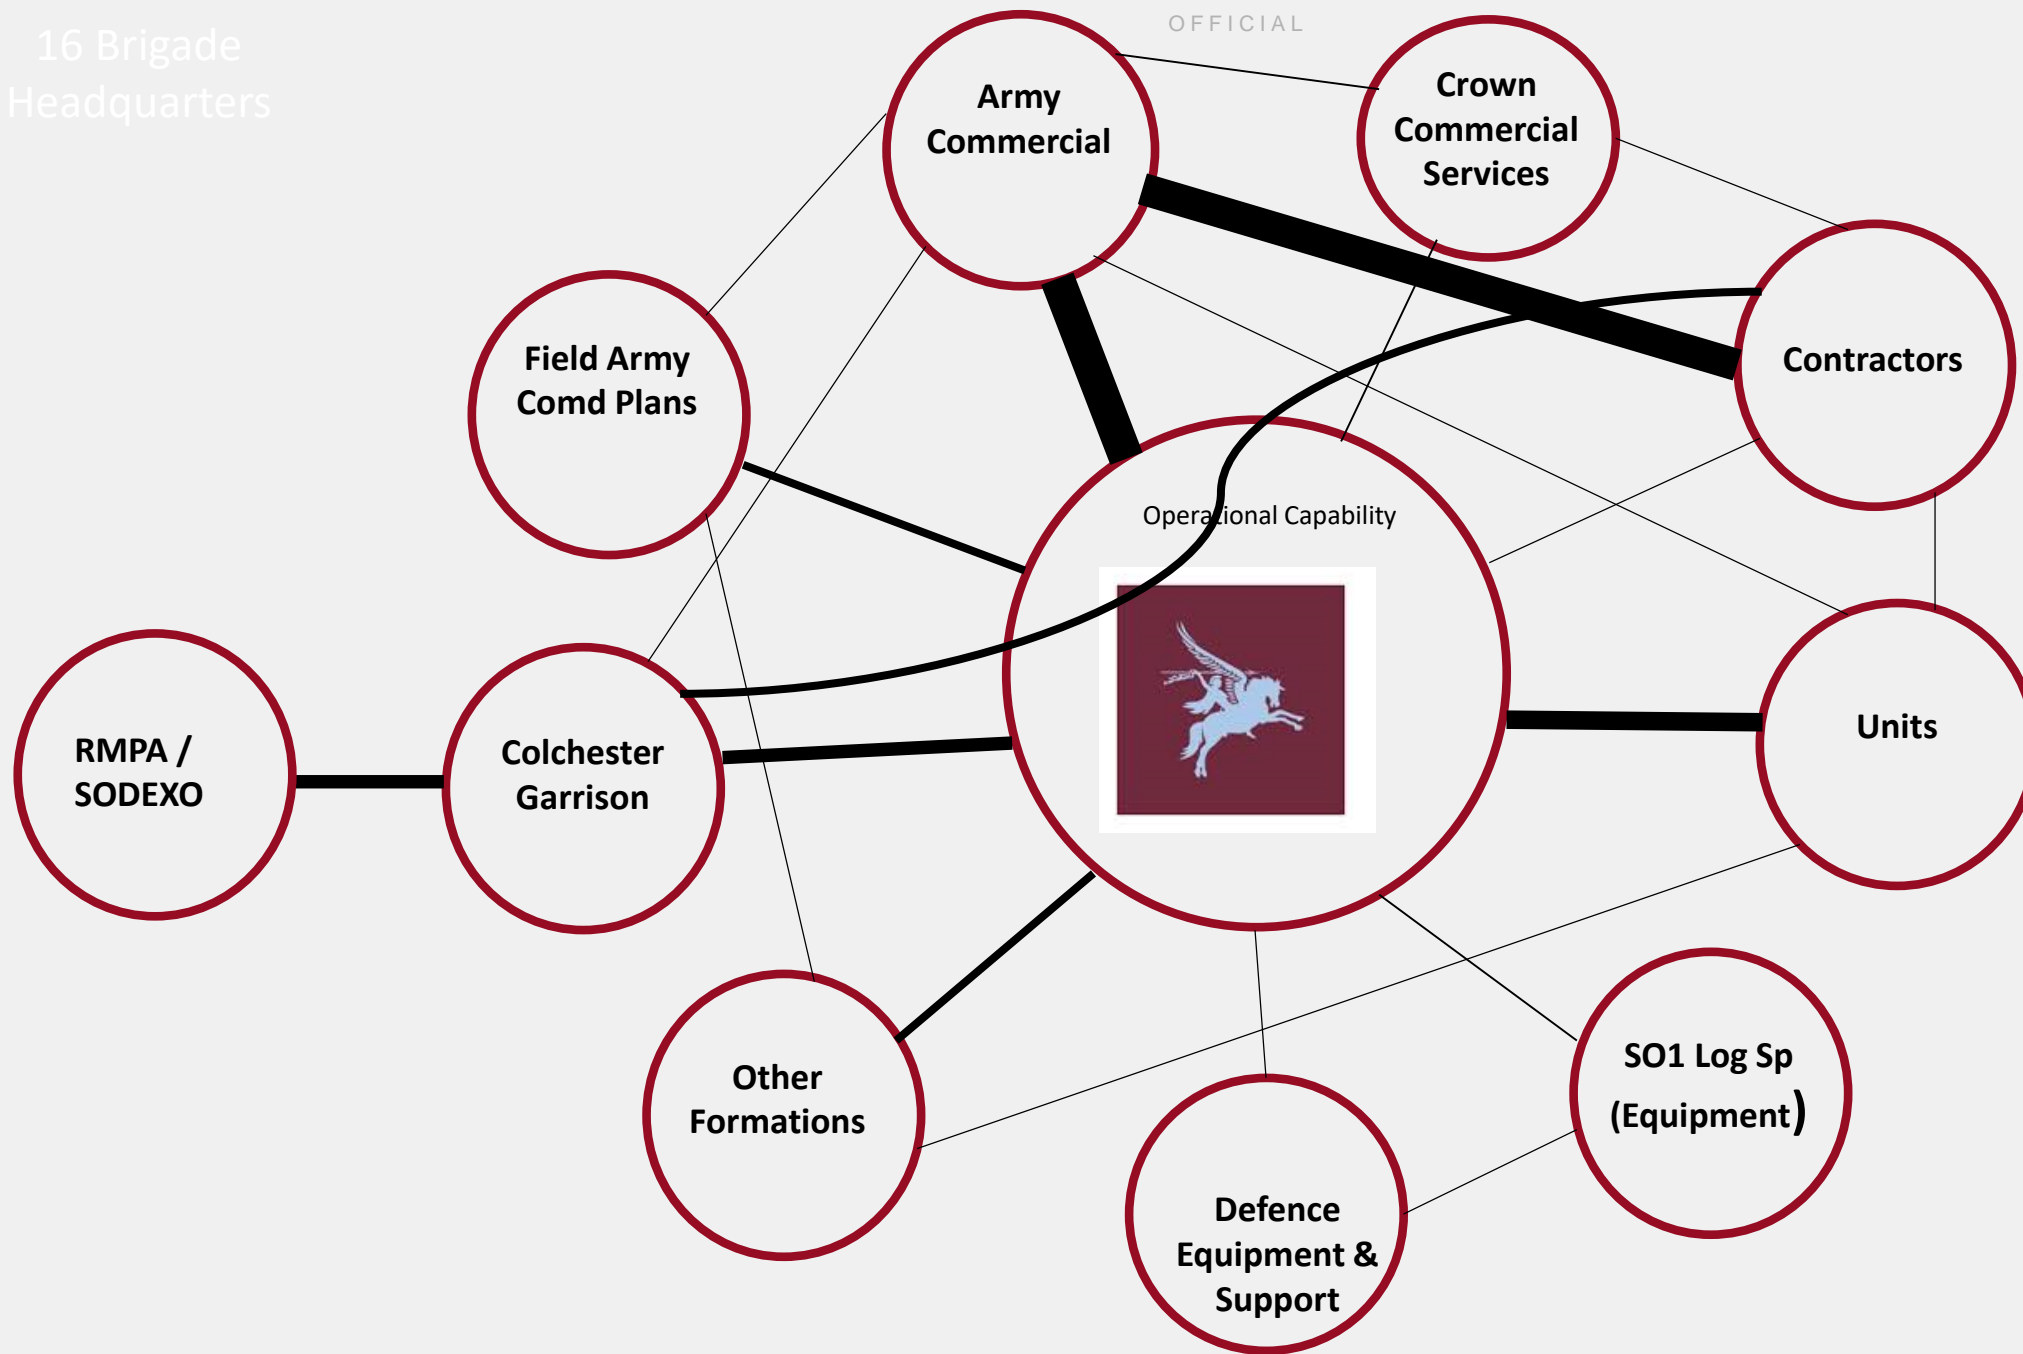 16 Brigade
Headquarters
OFFICIAL
Army
Commercial
Crown
Commercial
Services
Field Army
Comd Plans
Contractors
Operational Capability
RMPA /
SODEXO
Colchester
Garrison
Units
Other
Formations
SO1 Log Sp
(Equipment)
Defence
Equipment &
Support